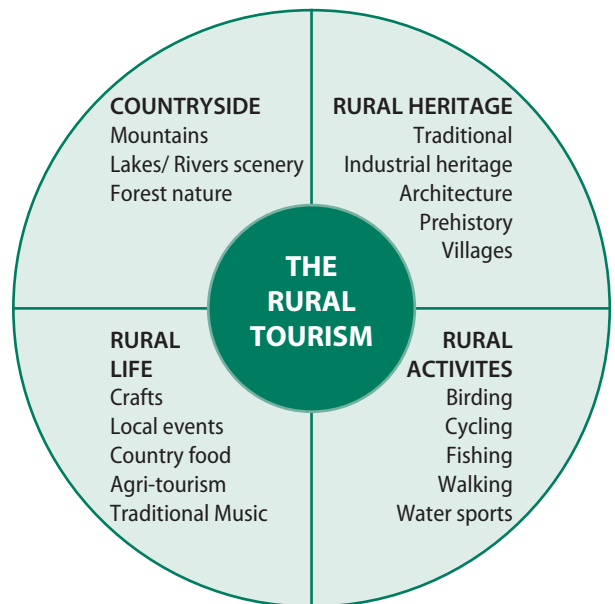 COUNTRYSIDE
Mountains
Lakes/ Rivers scenery
Forest nature
RURAL HERITAGE
Traditional
Industrial heritage
Architecture
Prehistory
Villages
THE
RURAL
TOURISM
RURAL
LIFE
Crafts
Local events
Country food
Agri-tourism
Traditional Music
RURAL
ACTIVITES
Birding
Cycling
Fishing
Walking
Water sports